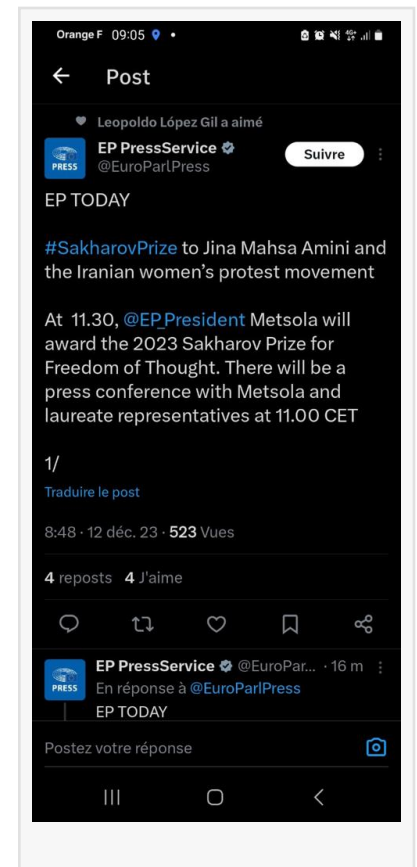 Orange F 09:05
4G+
Post
Leopoldo López Gil a aimé
EP PressService
@EuroParlPress
Suivre
PRESS
EP TODAY
#SakharovPrize to Jina Mahsa Amini and
the Iranian women’s protest movement
At 11.30, @EP_President Metsola will
award the 2023 Sakharov Prize for
Freedom of Thought. There will be a
press conference with Metsola and
laureate representatives at 11.00 CET
1/
Traduire le post
8:48 · 12 déc. 23 · 523 Vues
4 reposts 4 J'aime
EP PressService @EuroPar... · 16 m
PRESS
En réponse à @EuroParlPress
EP TODAY
Postez votre réponse